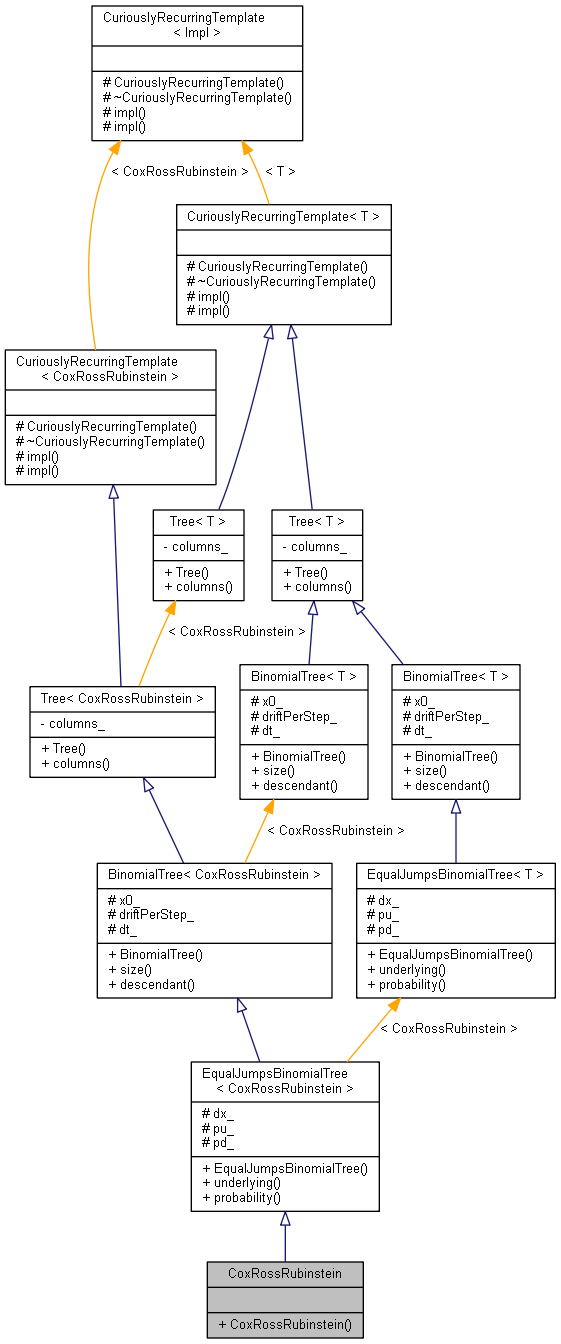 CuriouslyRecurringTemplate
< Impl >
# CuriouslyRecurringTemplate()
# ~CuriouslyRecurringTemplate()
# impl()
# impl()
< CoxRossRubinstein >
< T >
CuriouslyRecurringTemplate< T >
# CuriouslyRecurringTemplate()
# ~CuriouslyRecurringTemplate()
# impl()
# impl()
CuriouslyRecurringTemplate
< CoxRossRubinstein >
# CuriouslyRecurringTemplate()
# ~CuriouslyRecurringTemplate()
# impl()
# impl()
Tree< T >
- columns_
+ Tree()
+ columns()
Tree< T >
- columns_
+ Tree()
+ columns()
< CoxRossRubinstein >
Tree< CoxRossRubinstein >
- columns_
+ Tree()
+ columns()
BinomialTree< T >
# x0_
# driftPerStep_
# dt_
+ BinomialTree()
+ size()
+ descendant()
BinomialTree< T >
# x0_
# driftPerStep_
# dt_
+ BinomialTree()
+ size()
+ descendant()
< CoxRossRubinstein >
BinomialTree< CoxRossRubinstein >
# x0_
# driftPerStep_
# dt_
+ BinomialTree()
+ size()
+ descendant()
EqualJumpsBinomialTree< T >
# dx_
# pu_
# pd_
+ EqualJumpsBinomialTree()
+ underlying()
+ probability()
< CoxRossRubinstein >
EqualJumpsBinomialTree
< CoxRossRubinstein >
# dx_
# pu_
# pd_
+ EqualJumpsBinomialTree()
+ underlying()
+ probability()
CoxRossRubinstein
+ CoxRossRubinstein()